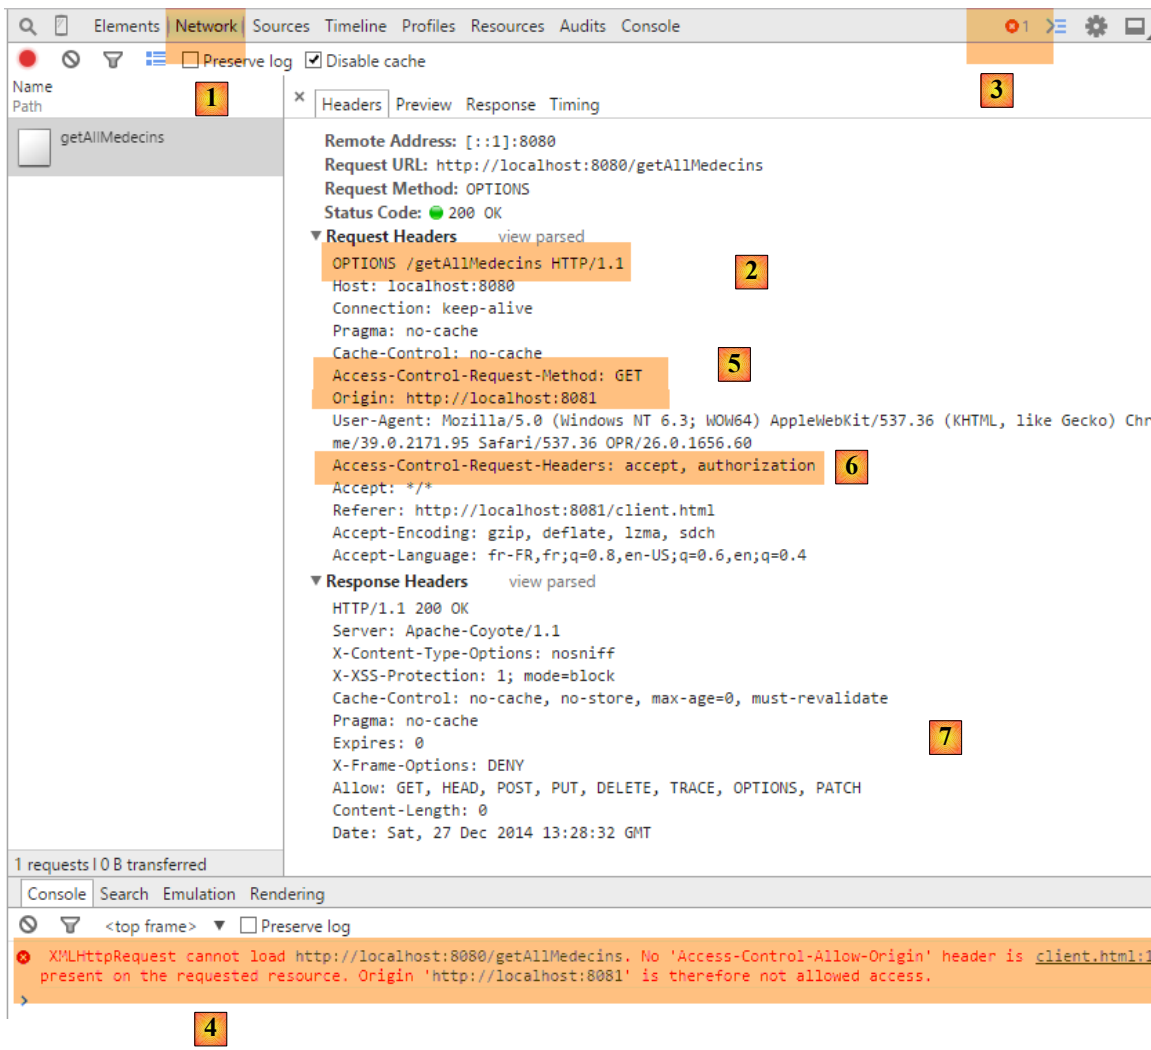 Elements Network Sources Timeline Profiles Resources Audits Console 1
Preserve log Disable cache
1
3
Name
Path
× Headers Preview Response Timing
getAllMedecins
Remote Address: [::1]:8080
Request URL: http://localhost:8080/getAllMedecins
Request Method: OPTIONS
Status Code: 200 OK
Request Headers view parsed
OPTIONS /getAllMedecins HTTP/1.1
2
Host: localhost:8080
Connection: keep-alive
Pragma: no-cache
Cache-Control: no-cache
5
Access-Control-Request-Method: GET
Origin: http://localhost:8081
User-Agent: Mozilla/5.0 (Windows NT 6.3; WOW64) AppleWebKit/537.36 (KHTML, like Gecko) Chr
me/39.0.2171.95 Safari/537.36 OPR/26.0.1656.60
Access-Control-Request-Headers: accept, authorization
6
Accept: */*
Referer: http://localhost:8081/client.html
Accept-Encoding: gzip, deflate, lzma, sdch
Accept-Language: fr-FR,fr;q=0.8,en-US;q=0.6,en;q=0.4
Response Headers view parsed
HTTP/1.1 200 OK
Server: Apache-Coyote/1.1
X-Content-Type-Options: nosniff
X-XSS-Protection: 1; mode=block
Cache-Control: no-cache, no-store, max-age=0, must-revalidate
Pragma: no-cache
7
Expires: 0
X-Frame-Options: DENY
Allow: GET, HEAD, POST, PUT, DELETE, TRACE, OPTIONS, PATCH
Content-Length: 0
Date: Sat, 27 Dec 2014 13:28:32 GMT
1 requests | 0 B transferred
Console Search Emulation Rendering
<top frame> ▼ Preserve log
XMLHttpRequest cannot load http://localhost:8080/getAllMedecins. No 'Access-Control-Allow-Origin' header is client.html:1
present on the requested resource. Origin 'http://localhost:8081' is therefore not allowed access.
>
4